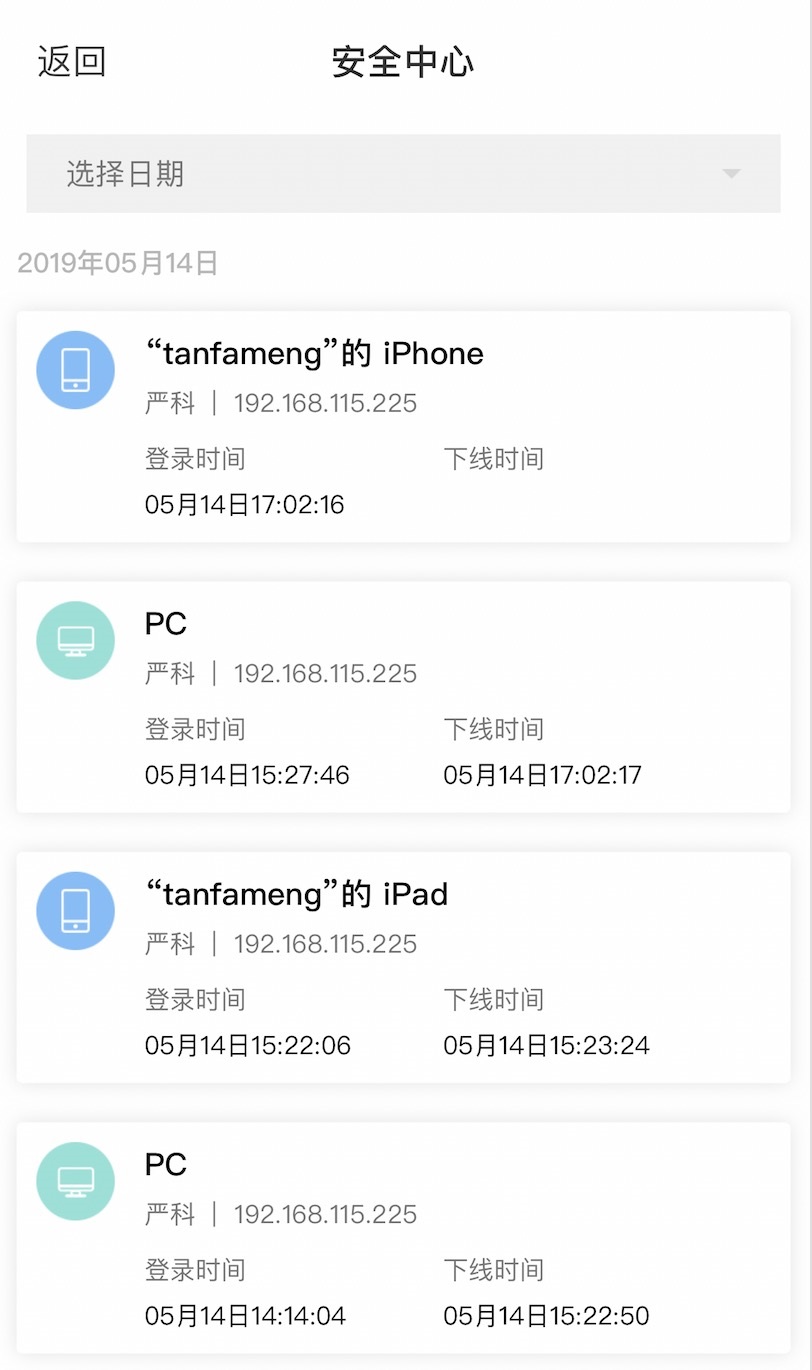 返回 安全中心
选择日期
2019年05月14日
“tanfameng”的 iPhone
严科 | 192.168.115.225
登录时间 下线时间
05月14日17:02:16
PC
严科 | 192.168.115.225
登录时间 下线时间
05月14日15:27:46 05月14日17:02:17
“tanfameng”的 iPad
严科 | 192.168.115.225
登录时间 下线时间
05月14日15:22:06 05月14日15:23:24
PC
严科 | 192.168.115.225
登录时间 下线时间
05月14日14:14:04 05月14日15:22:50